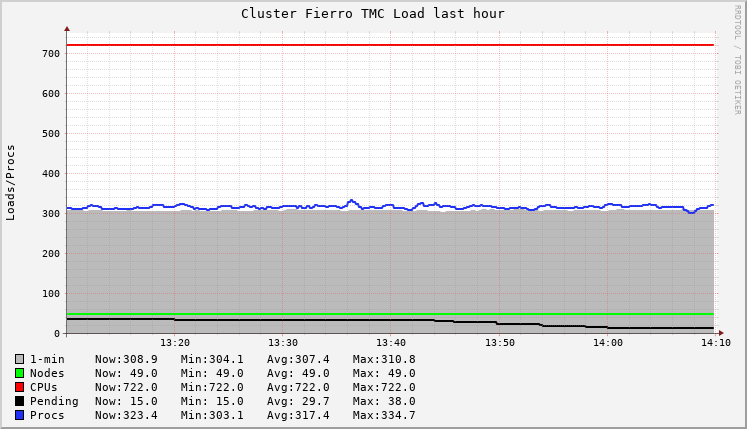 Cluster Fierro TMC Load last hour
RRDTOOL / TOBI OETIKER
Loads/Procs
700
600
500
400
300
200
100
0
13:20 13:30 13:40 13:50 14:00 14:10
1-min Now:308.9 Min:304.1 Avg:307.4 Max:310.8
Nodes Now: 49.0 Min: 49.0 Avg: 49.0 Max: 49.0
CPUs Now:722.0 Min:722.0 Avg:722.0 Max:722.0
Pending Now: 15.0 Min: 15.0 Avg: 29.7 Max: 38.0
Procs Now:323.4 Min:303.1 Avg:317.4 Max:334.7